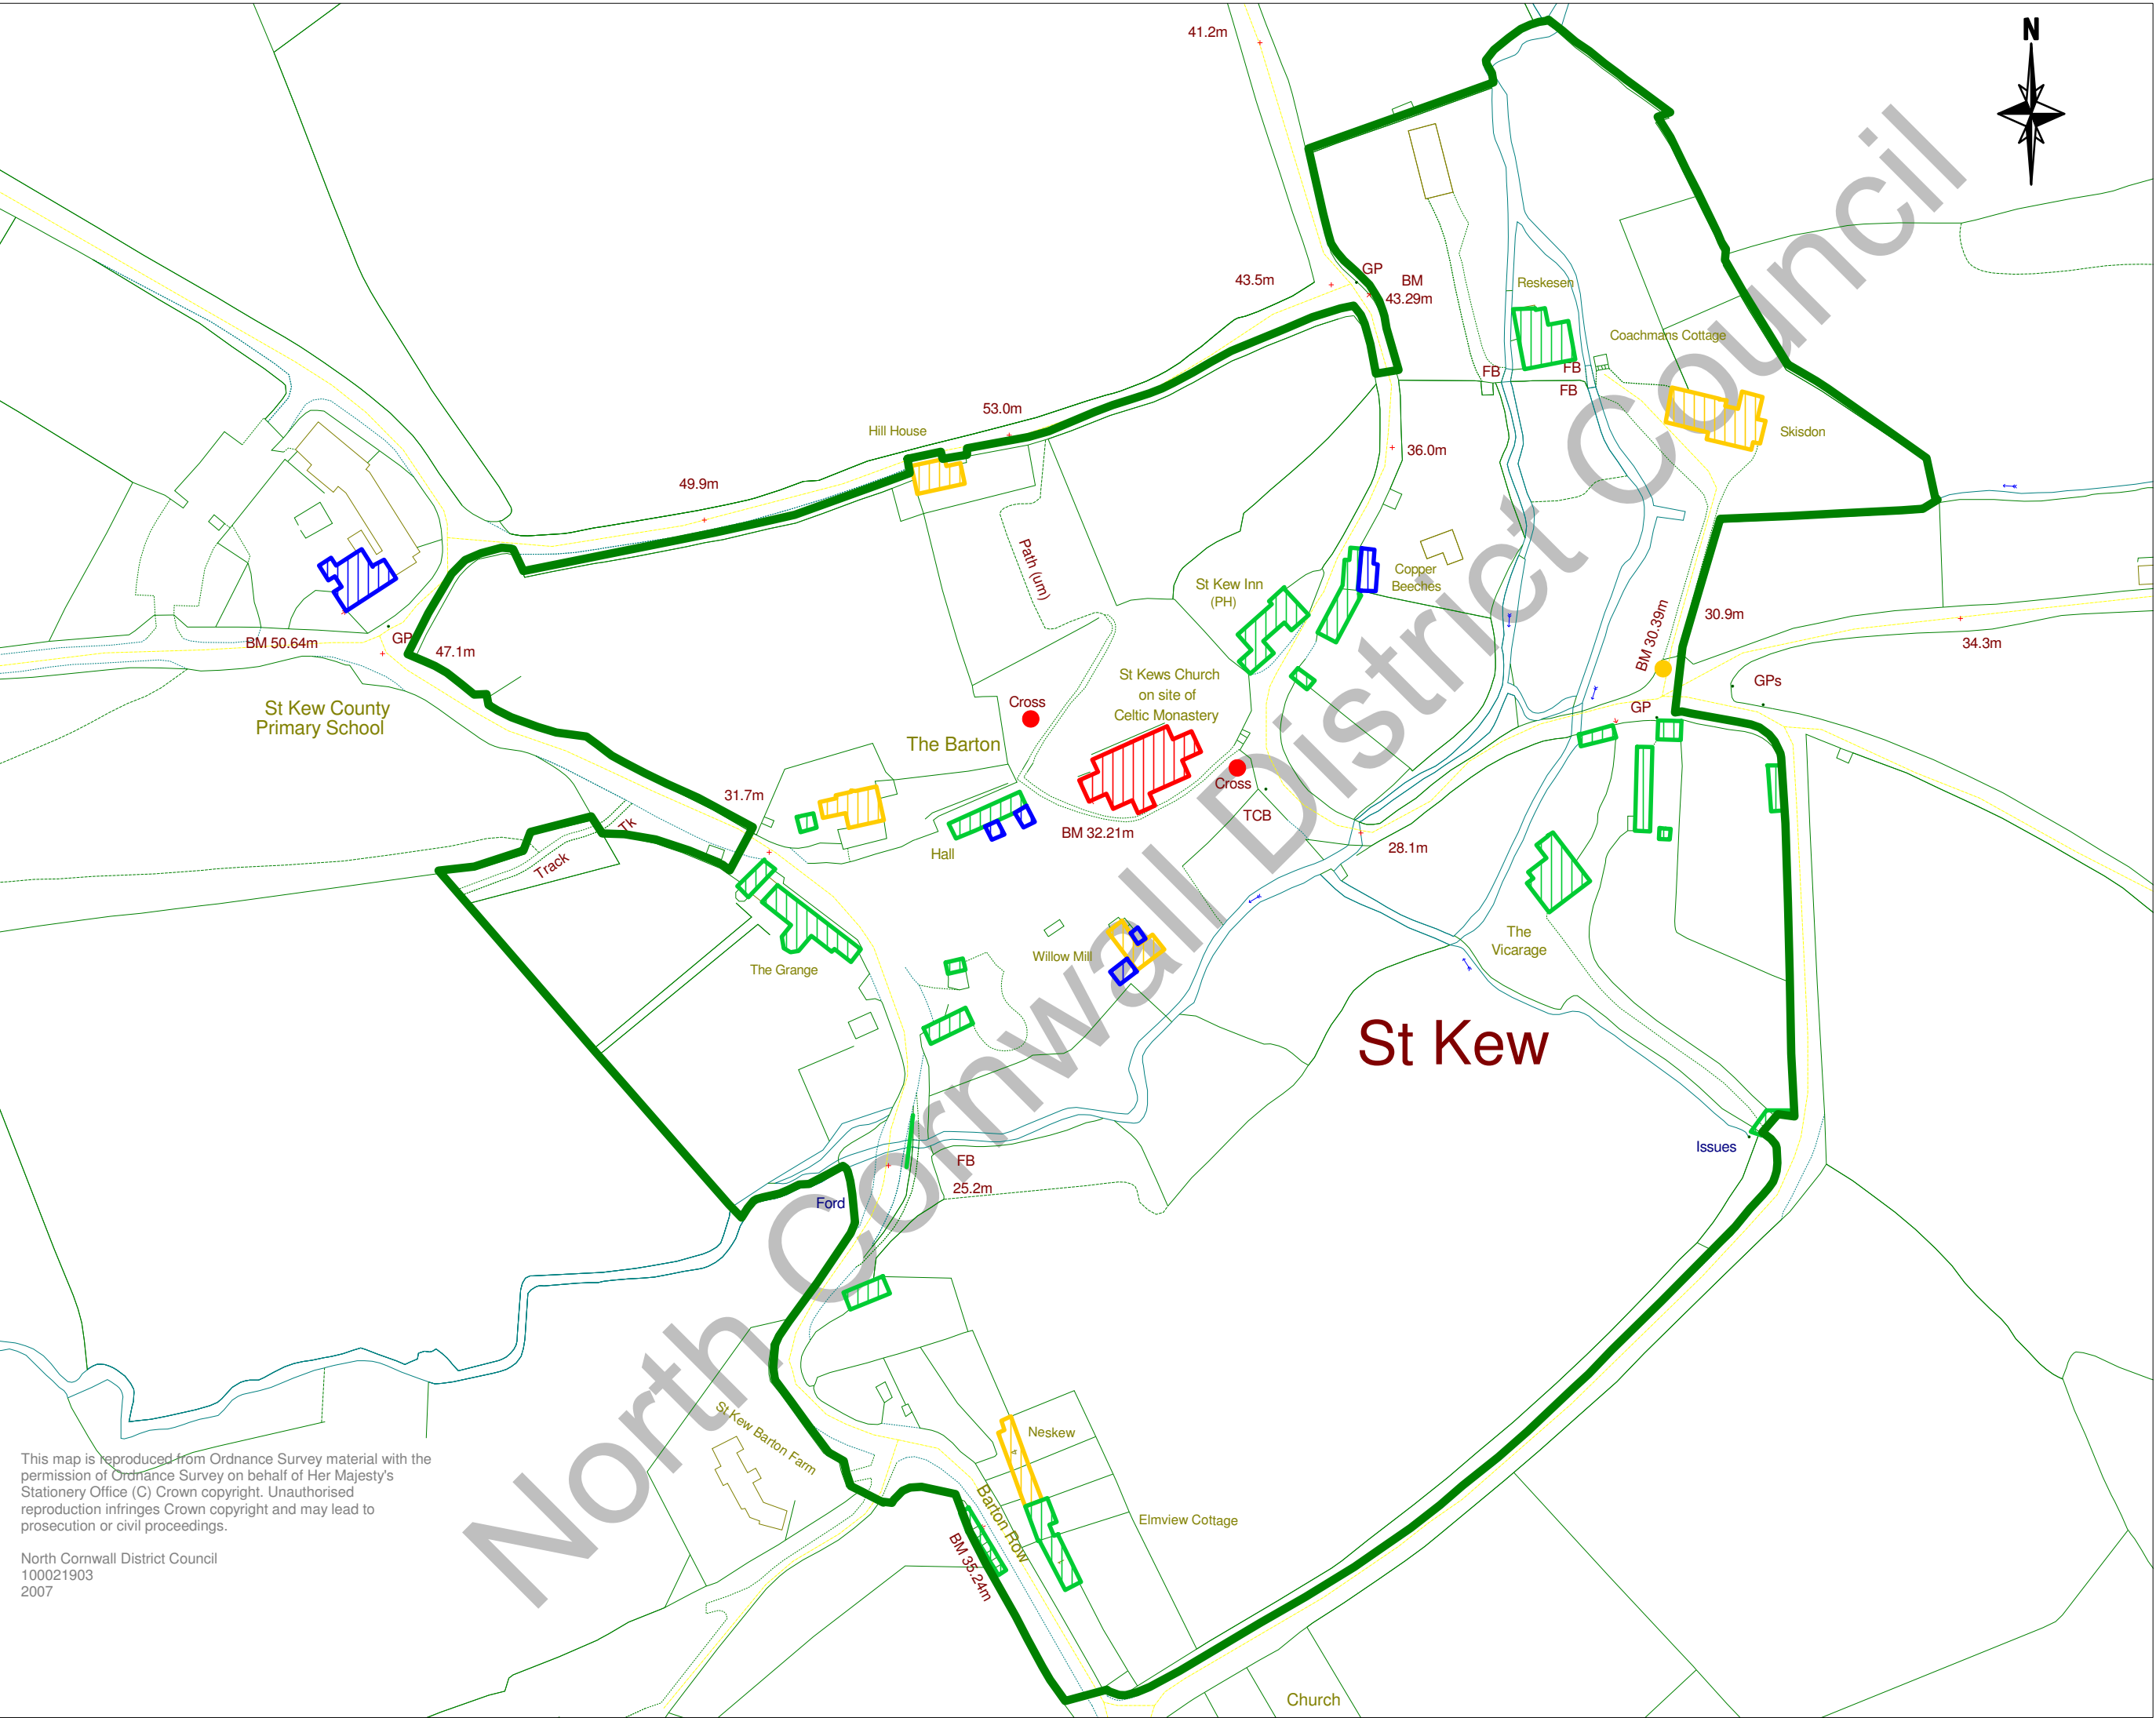 N
41.2m
43.5m
GP
BM
43.29m
Reskesen
Coachmans Cottage
FB
FB
FB
Skisdon
53.0m
Hill House
36.0m
49.9m
Path (um)
St Kew Inn
(PH)
Copper
Beeches
BM 50.64m
GP
47.1m
BM 30.39m
30.9m
34.3m
St Kews Church
on site of
Celtic Monastery
GPs
GP
Cross
St Kew County
Primary School
The Barton
31.7m
Cross
TCB
BM 32.21m
Tk
Track
Hall
28.1m
The
Vicarage
Willow Mill
The Grange
St Kew
Issues
FB
25.2m
Ford
St Kew Barton Farm
Neskew
4
Barton Row
Elmview Cottage
BM 35.24m
1
Church
North Cornwall District Council
This map is reproduced from Ordnance Survey material with the
permission of Ordnance Survey on behalf of Her Majesty's
Stationery Office (C) Crown copyright. Unauthorised
reproduction infringes Crown copyright and may lead to
prosecution or civil proceedings.
North Cornwall District Council
100021903
2007